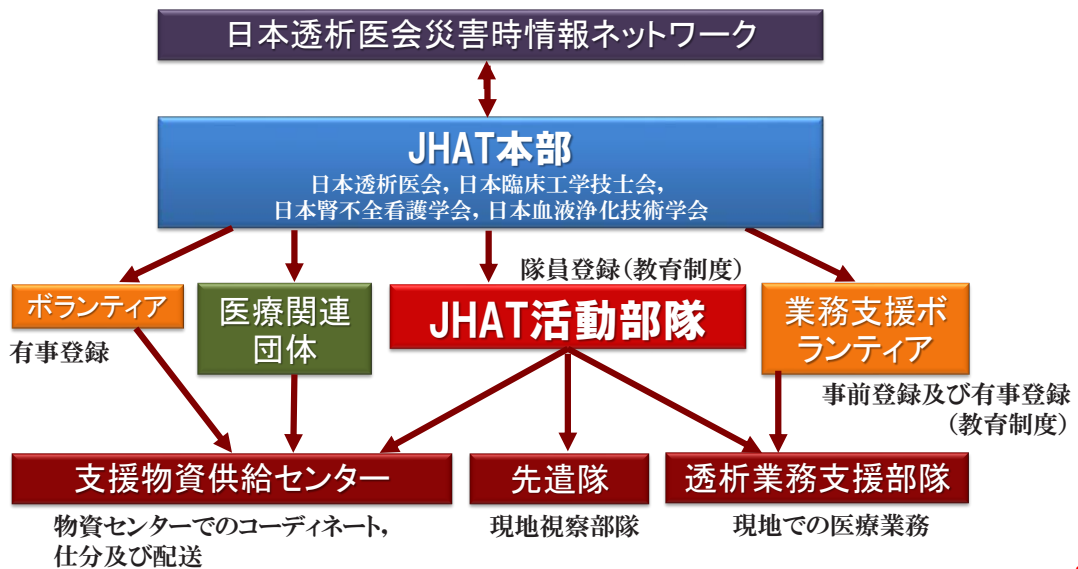 日本透析医会災害時情報ネットワーク
JHAT本部
日本透析医会，日本臨床工学技士会，
日本腎不全看護学会，日本血液浄化技術学会
隊員登録（教育制度）
ボランティア
有事登録
医療関連
団体
JHAT活動部隊
業務支援ボ
ランティア
事前登録及び有事登録
（教育制度）
支援物資供給センター
物資センターでのコーディネート，
仕分及び配送
先遣隊
現地視察部隊
透析業務支援部隊
現地での医療業務